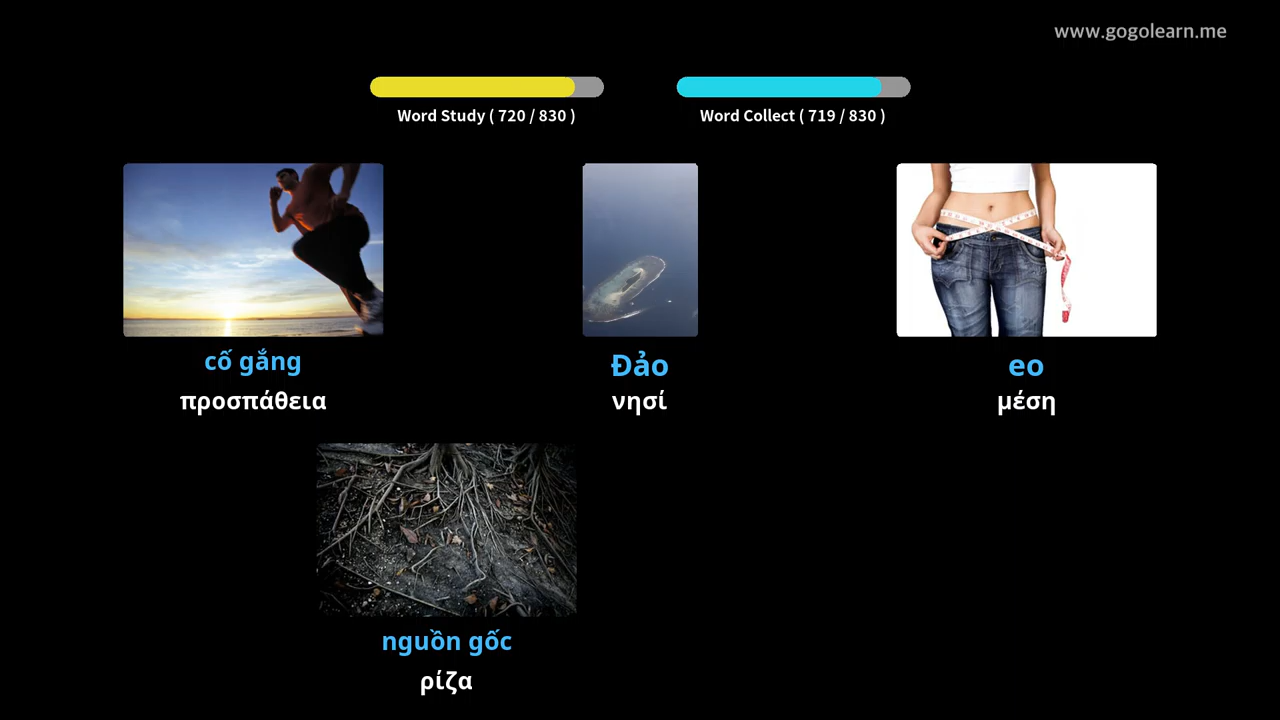 www.gogolearn.me
Word Study ( 720 / 830 )
Word Collect ( 719 / 830 )
cố gắng
προσπάθεια
Đảo
νησί
eo
μέση
nguồn gốc
ρίζα